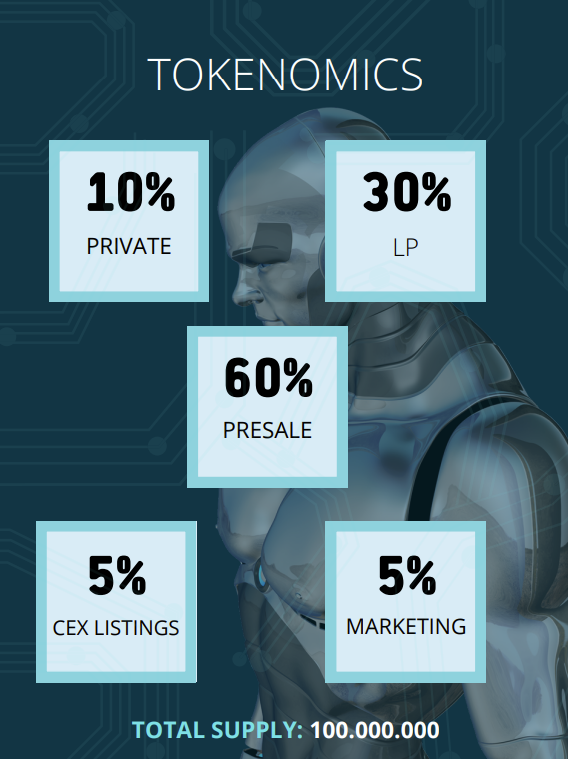 TOKENOMICS
10%
PRIVATE
30%
LP
60%
PRESALE
5%
CEX LISTINGS
5%
MARKETING
TOTAL SUPPLY: 100.000.000